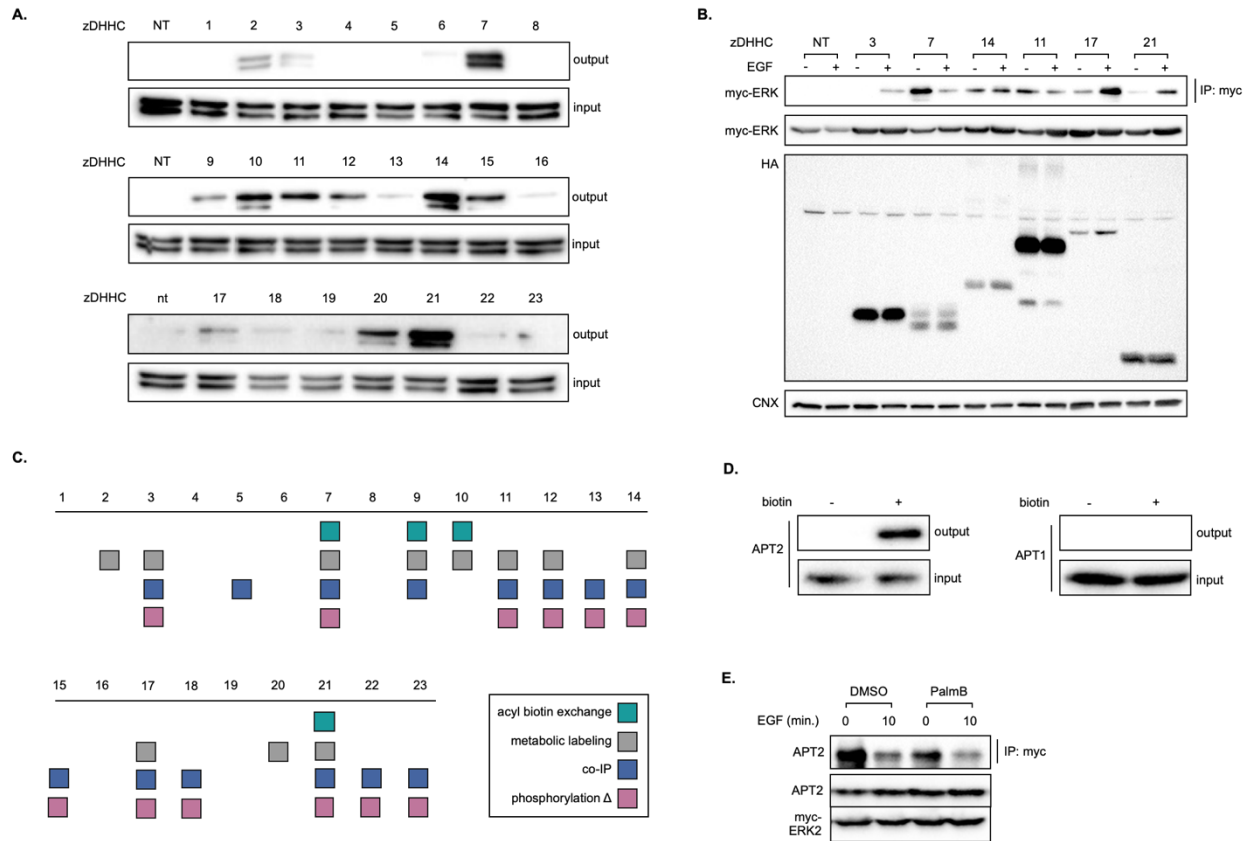 A.
zDHHC NT 1 2 3 4 5 6 7 8
output
input
zDHHC NT 9 10 11 12 13 14 15 16
output
input
zDHHC nt 17 18 19 20 21 22 23
output
input
B.
zDHHC NT 3 7 14 11 17 21
EGF - + - + - + - + - + - + - +
myc-ERK IP: myc
myc-ERK
HA
CNX
C.
1 2 3 4 5 6 7 8 9 10 11 12 13 14
15 16 17 18 19 20 21 22 23
acyl biotin exchange
metabolic labeling
co-IP
phosphorylation Δ
D.
biotin - +
APT2 output
input
biotin - +
APT1 output
input
E.
DMSO PalmB
EGF (min.) 0 10 0 10
APT2 IP: myc
APT2
myc-
ERK2